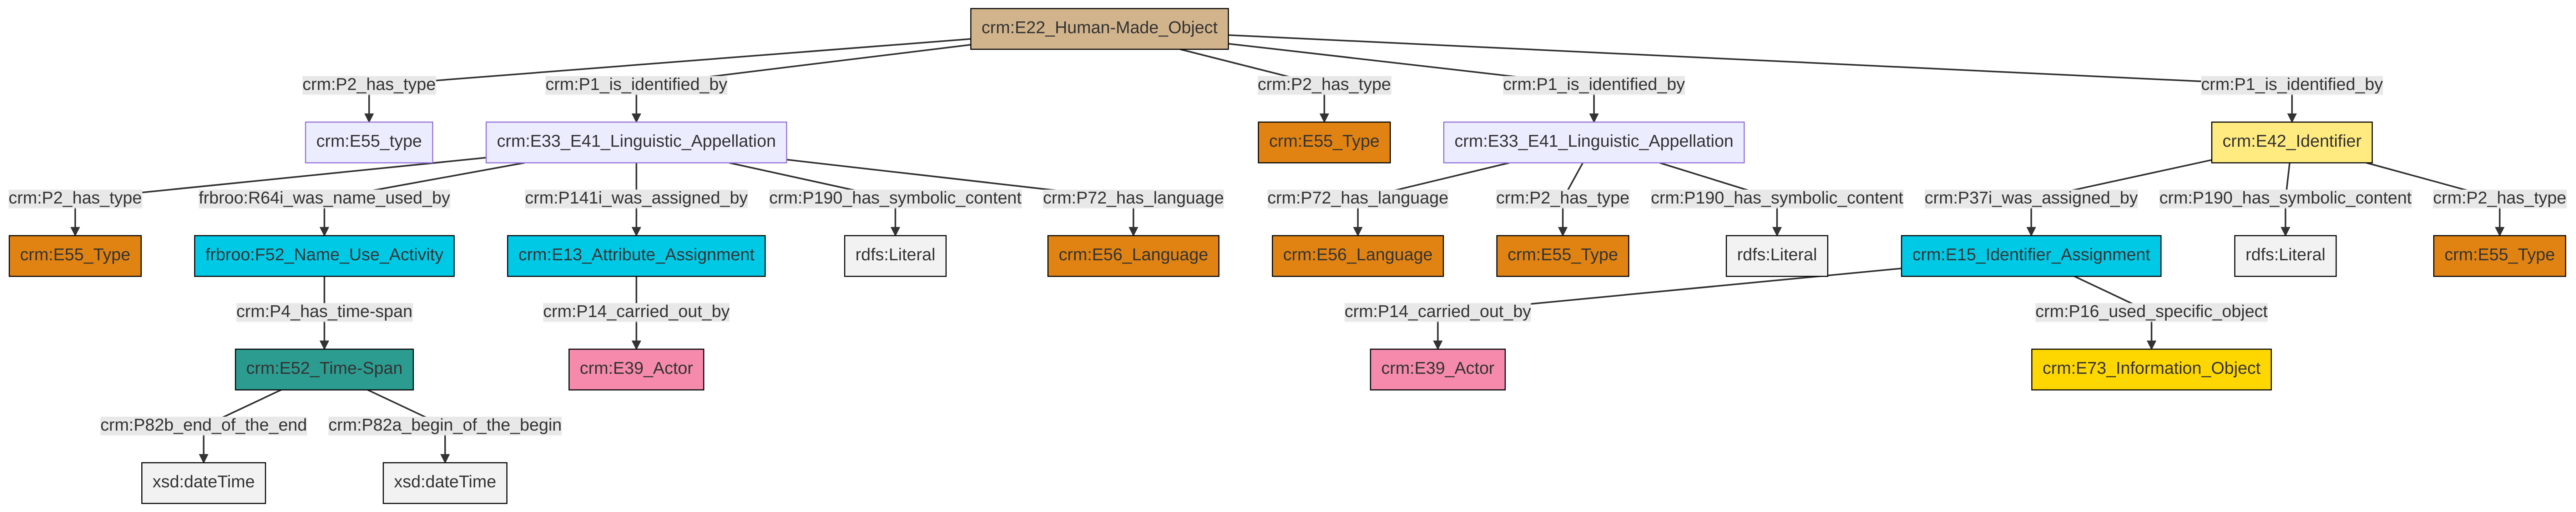 crm:E22_Human-Made_Object
crm:P2_has_type
crm:P1_is_identified_by
crm:P2_has_type
crm:P1_is_identified_by
crm:P1_is_identified_by
crm:E55_type
crm:E33_E41_Linguistic_Appellation
crm:E55_Type
crm:E33_E41_Linguistic_Appellation
crm:E42_Identifier
crm:P2_has_type
frbroo:R64i_was_name_used_by
crm:P141i_was_assigned_by
crm:P190_has_symbolic_content
crm:P72_has_language
crm:P72_has_language
crm:P2_has_type
crm:P190_has_symbolic_content
crm:P37i_was_assigned_by
crm:P190_has_symbolic_content
crm:P2_has_type
crm:E55_Type
frbroo:F52_Name_Use_Activity
crm:E13_Attribute_Assignment
rdfs:Literal
crm:E56_Language
crm:E56_Language
crm:E55_Type
rdfs:Literal
crm:E15_Identifier_Assignment
rdfs:Literal
crm:E55_Type
crm:P4_has_time-span
crm:P14_carried_out_by
crm:P14_carried_out_by
crm:P16_used_specific_object
crm:E52_Time-Span
crm:E39_Actor
crm:E39_Actor
crm:E73_Information_Object
crm:P82b_end_of_the_end
crm:P82a_begin_of_the_begin
xsd:dateTime
xsd:dateTime